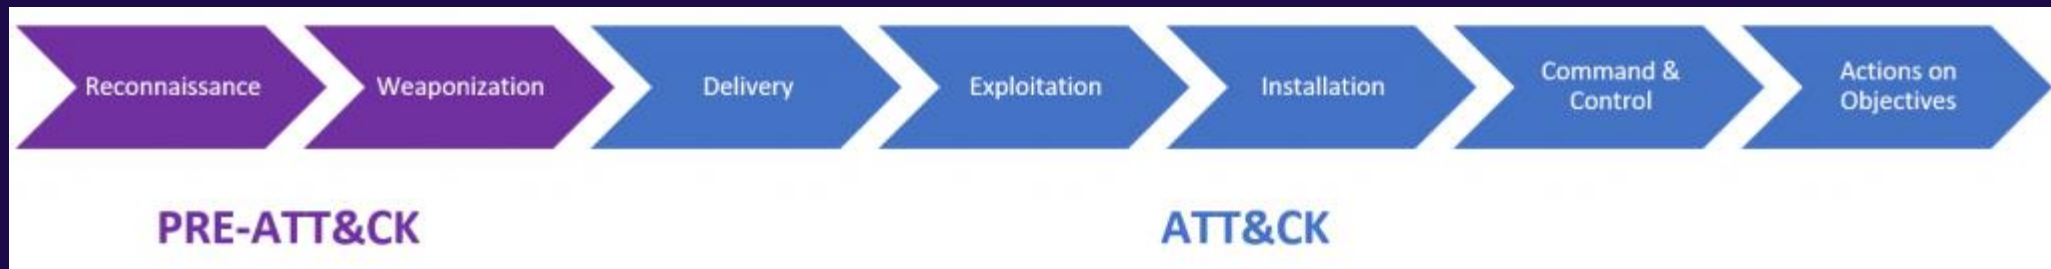 Reconnaissance
Weaponization
Delivery
Exploitation
Installation
Command &
Control
Actions on
Objectives
PRE-ATT&CK
ATT&CK